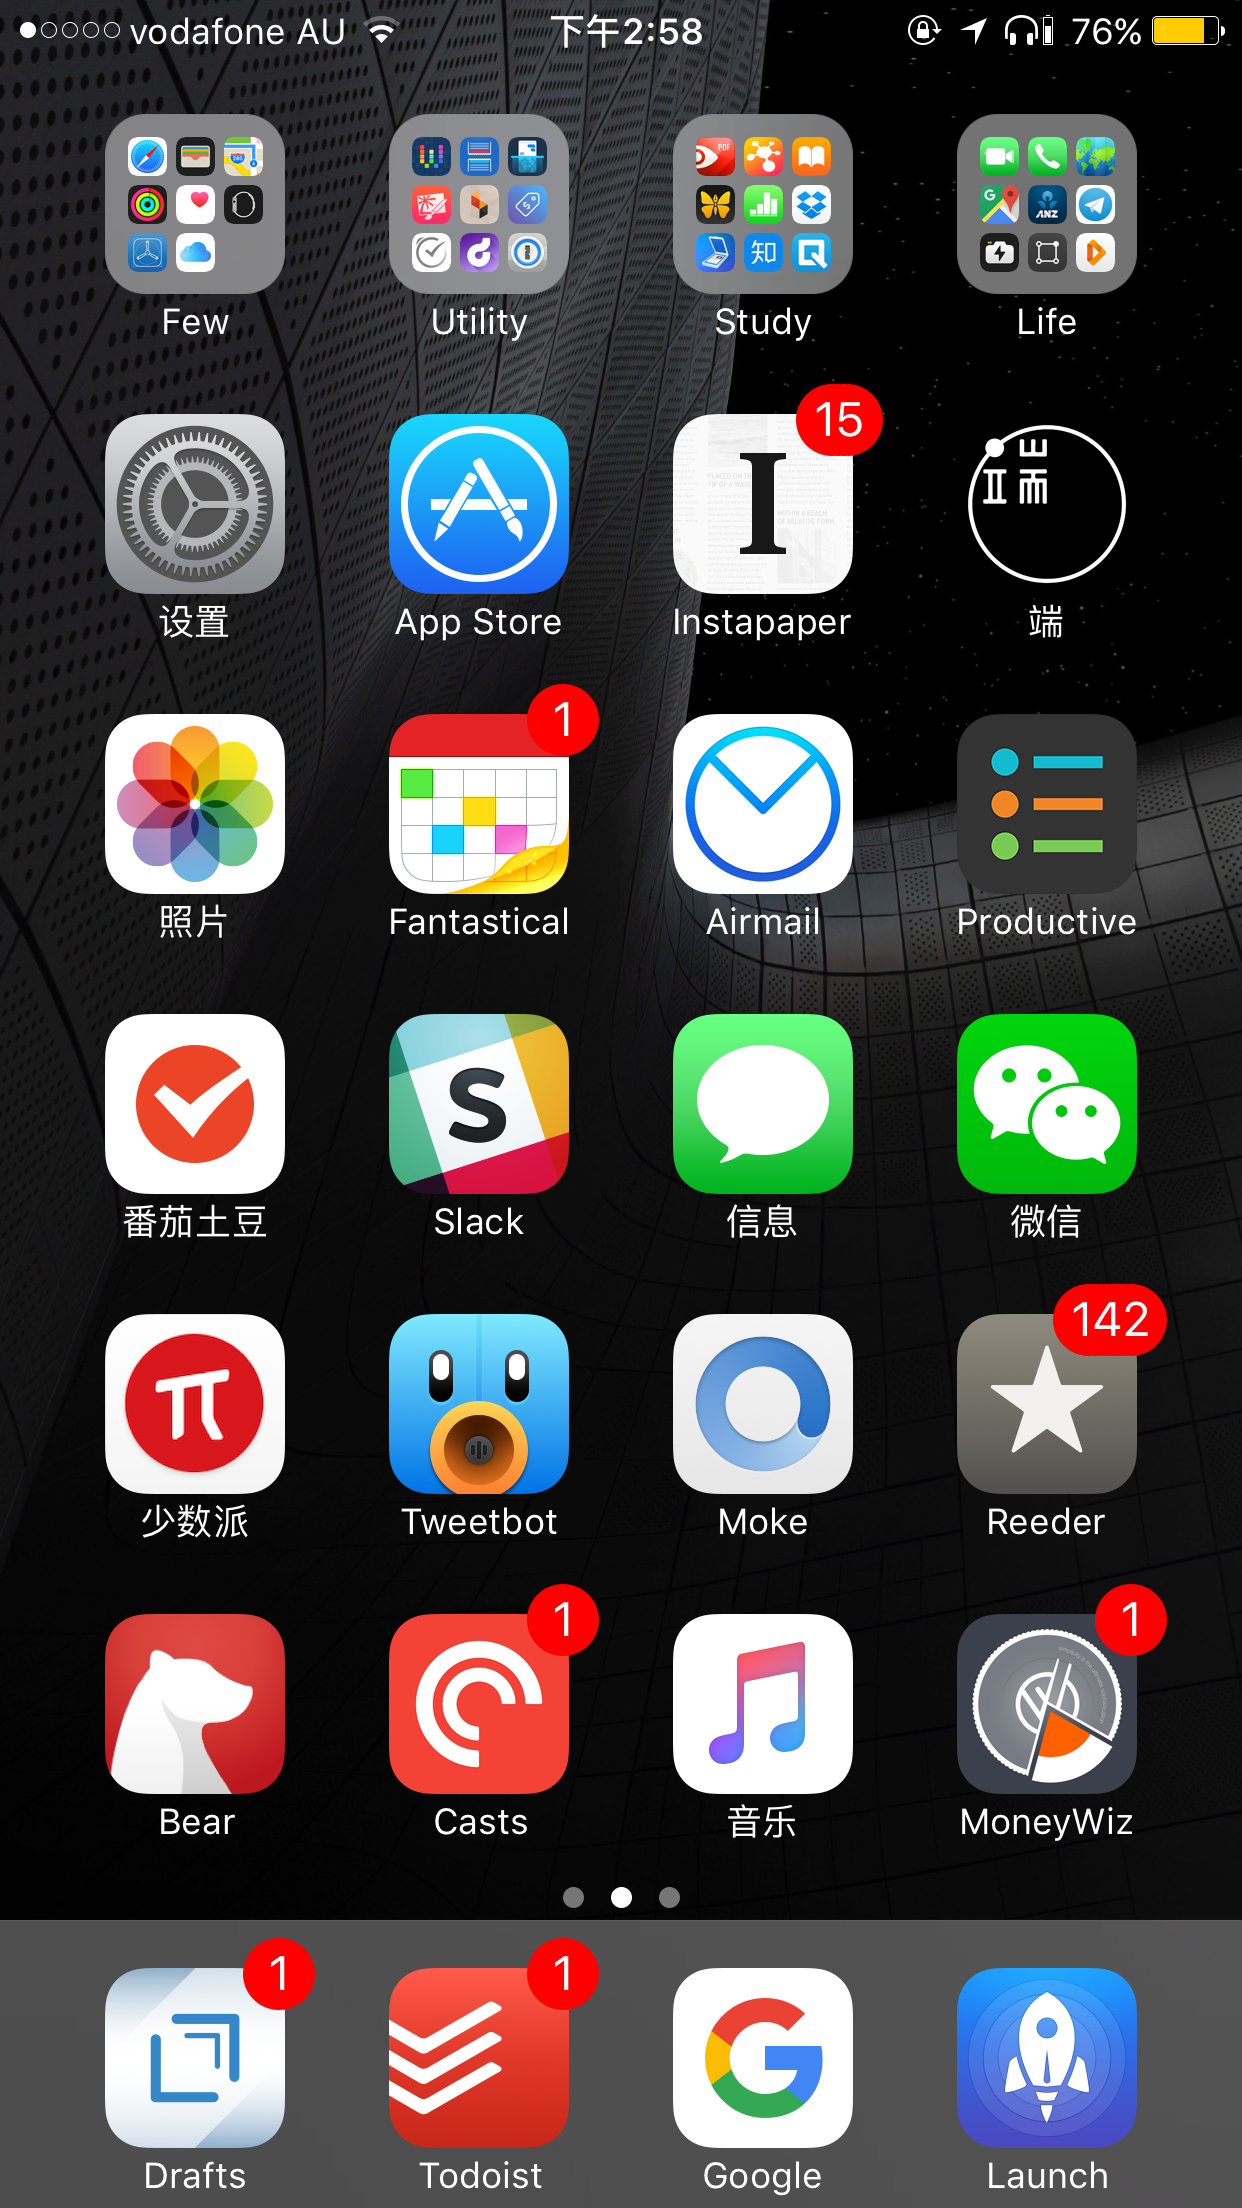 vodafone AU 下午2:58 76%
Few Utility Study Life
15
设置 App Store Instapaper 端
1
照片 Fantastical Airmail Productive
番茄土豆 Slack 信息 微信
142
少数派 Tweetbot Moke Reeder
1 1
Bear Casts 音乐 MoneyWiz
1 1
Drafts Todoist Google Launch